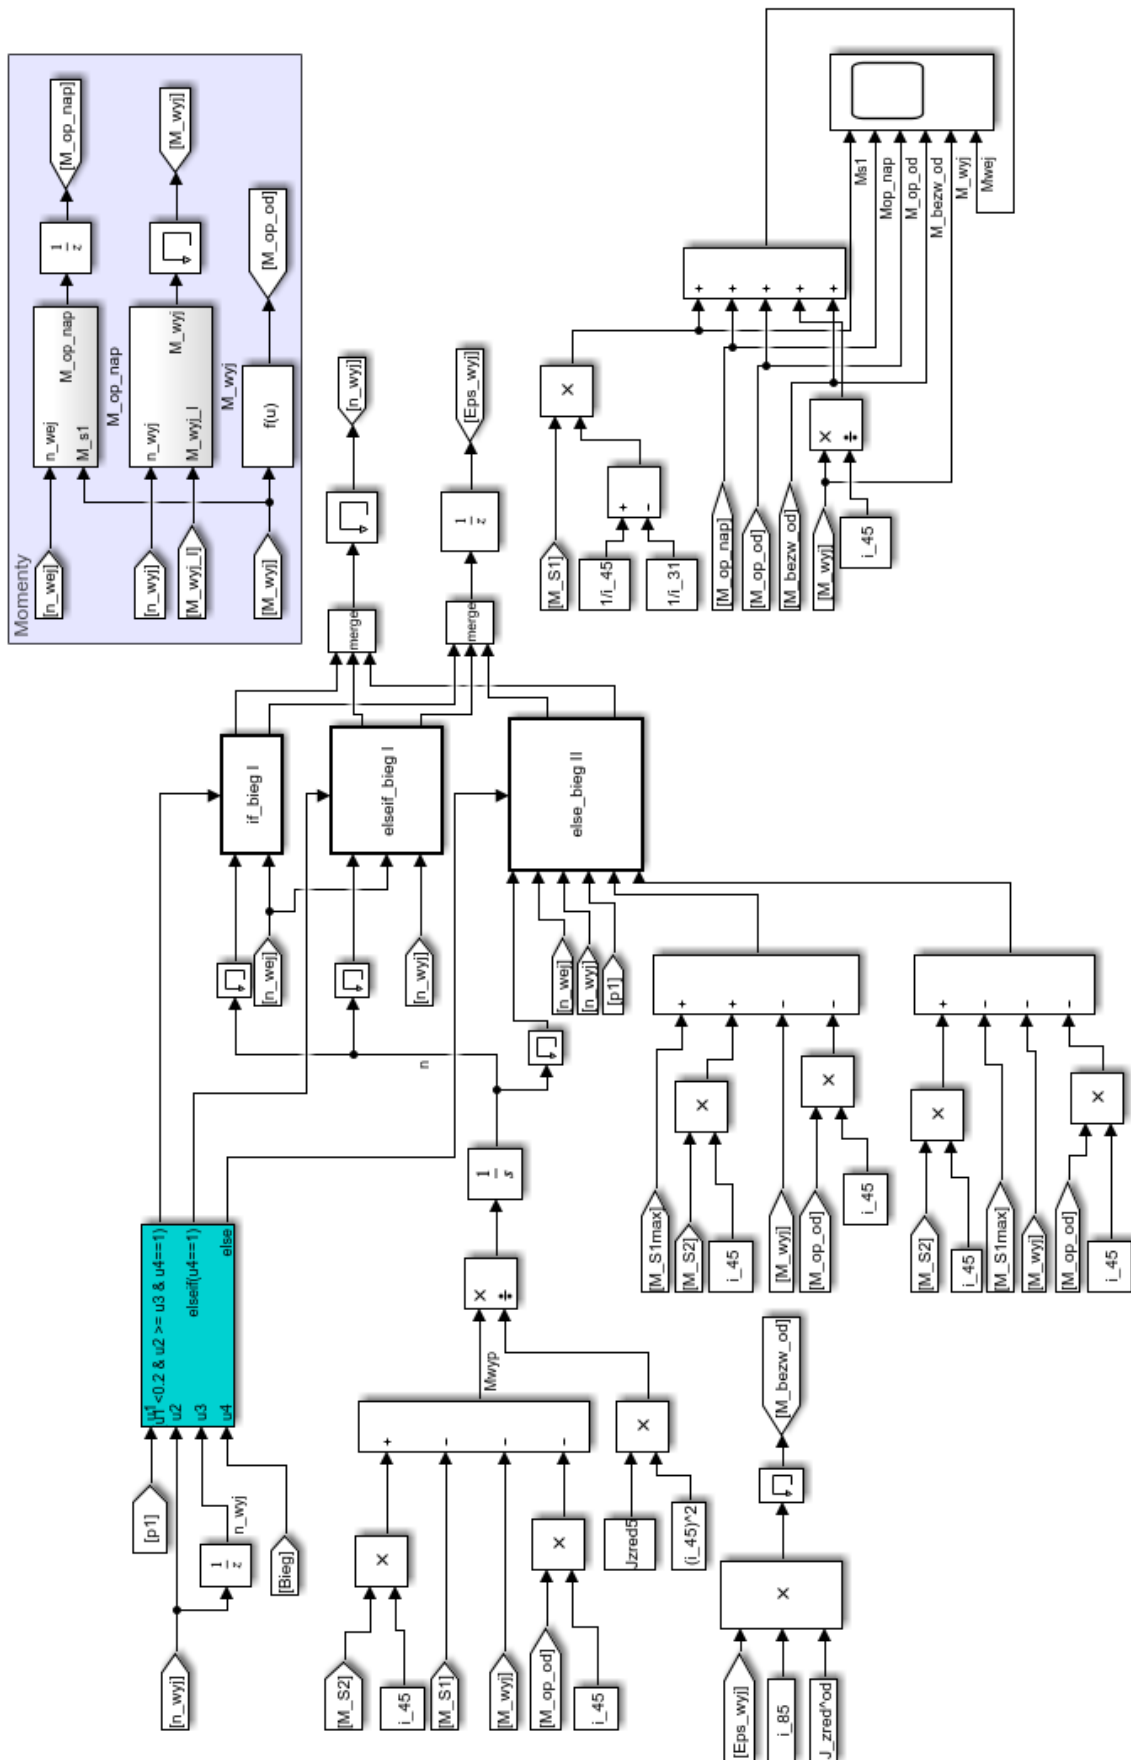 Momenty
[n_wej]
n_wej
M_s1
M_op_nap
1/z
[M_op_nap]
M_op_nap
[n_wyj]
[M_wyj_I]
n_wyj
M_wyj_I
M_wyj
[M_wyj]
M_wyj
[M_wyj]
f(u)
[M_op_od]
[n_wyj]
[p1]
[Bieg]
1/z
n_wyj
u1
u2
u3
u4
u1 <0.2 & u2 >= u3 & u4==1)
elseif(u4==1)
else
[n_wej]
if_bieg I
[n_wyj]
elseif_bieg I
n
[n_wej]
[n_wyj]
[p1]
else_bieg II
merge
[n_wyj]
merge
1/z
[Eps_wyj]
[M_S2]
i_45
×
[M_S1]
[M_wyj]
[M_op_od]
i_45
×
+
-
-
-
Mwyp
Jzred5
(i_45)^2
×
×
÷
1/s
[M_S1]
1/i_45
1/i_31
+
-
×
[M_op_nap]
[M_op_od]
[M_bezw_od]
[M_wyj]
i_45
×
÷
+
+
+
+
+
Ms1
Mop_nap
M_op_od
M_bezw_od
M_wyj
Mwej
[M_S1max]
[M_S2]
i_45
×
[M_wyj]
[M_op_od]
i_45
×
+
+
-
-
[Eps_wyj]
i_85
J_zred^od
×
[M_bezw_od]
[M_S2]
i_45
×
[M_S1max]
[M_wyj]
[M_op_od]
i_45
×
+
-
-
-